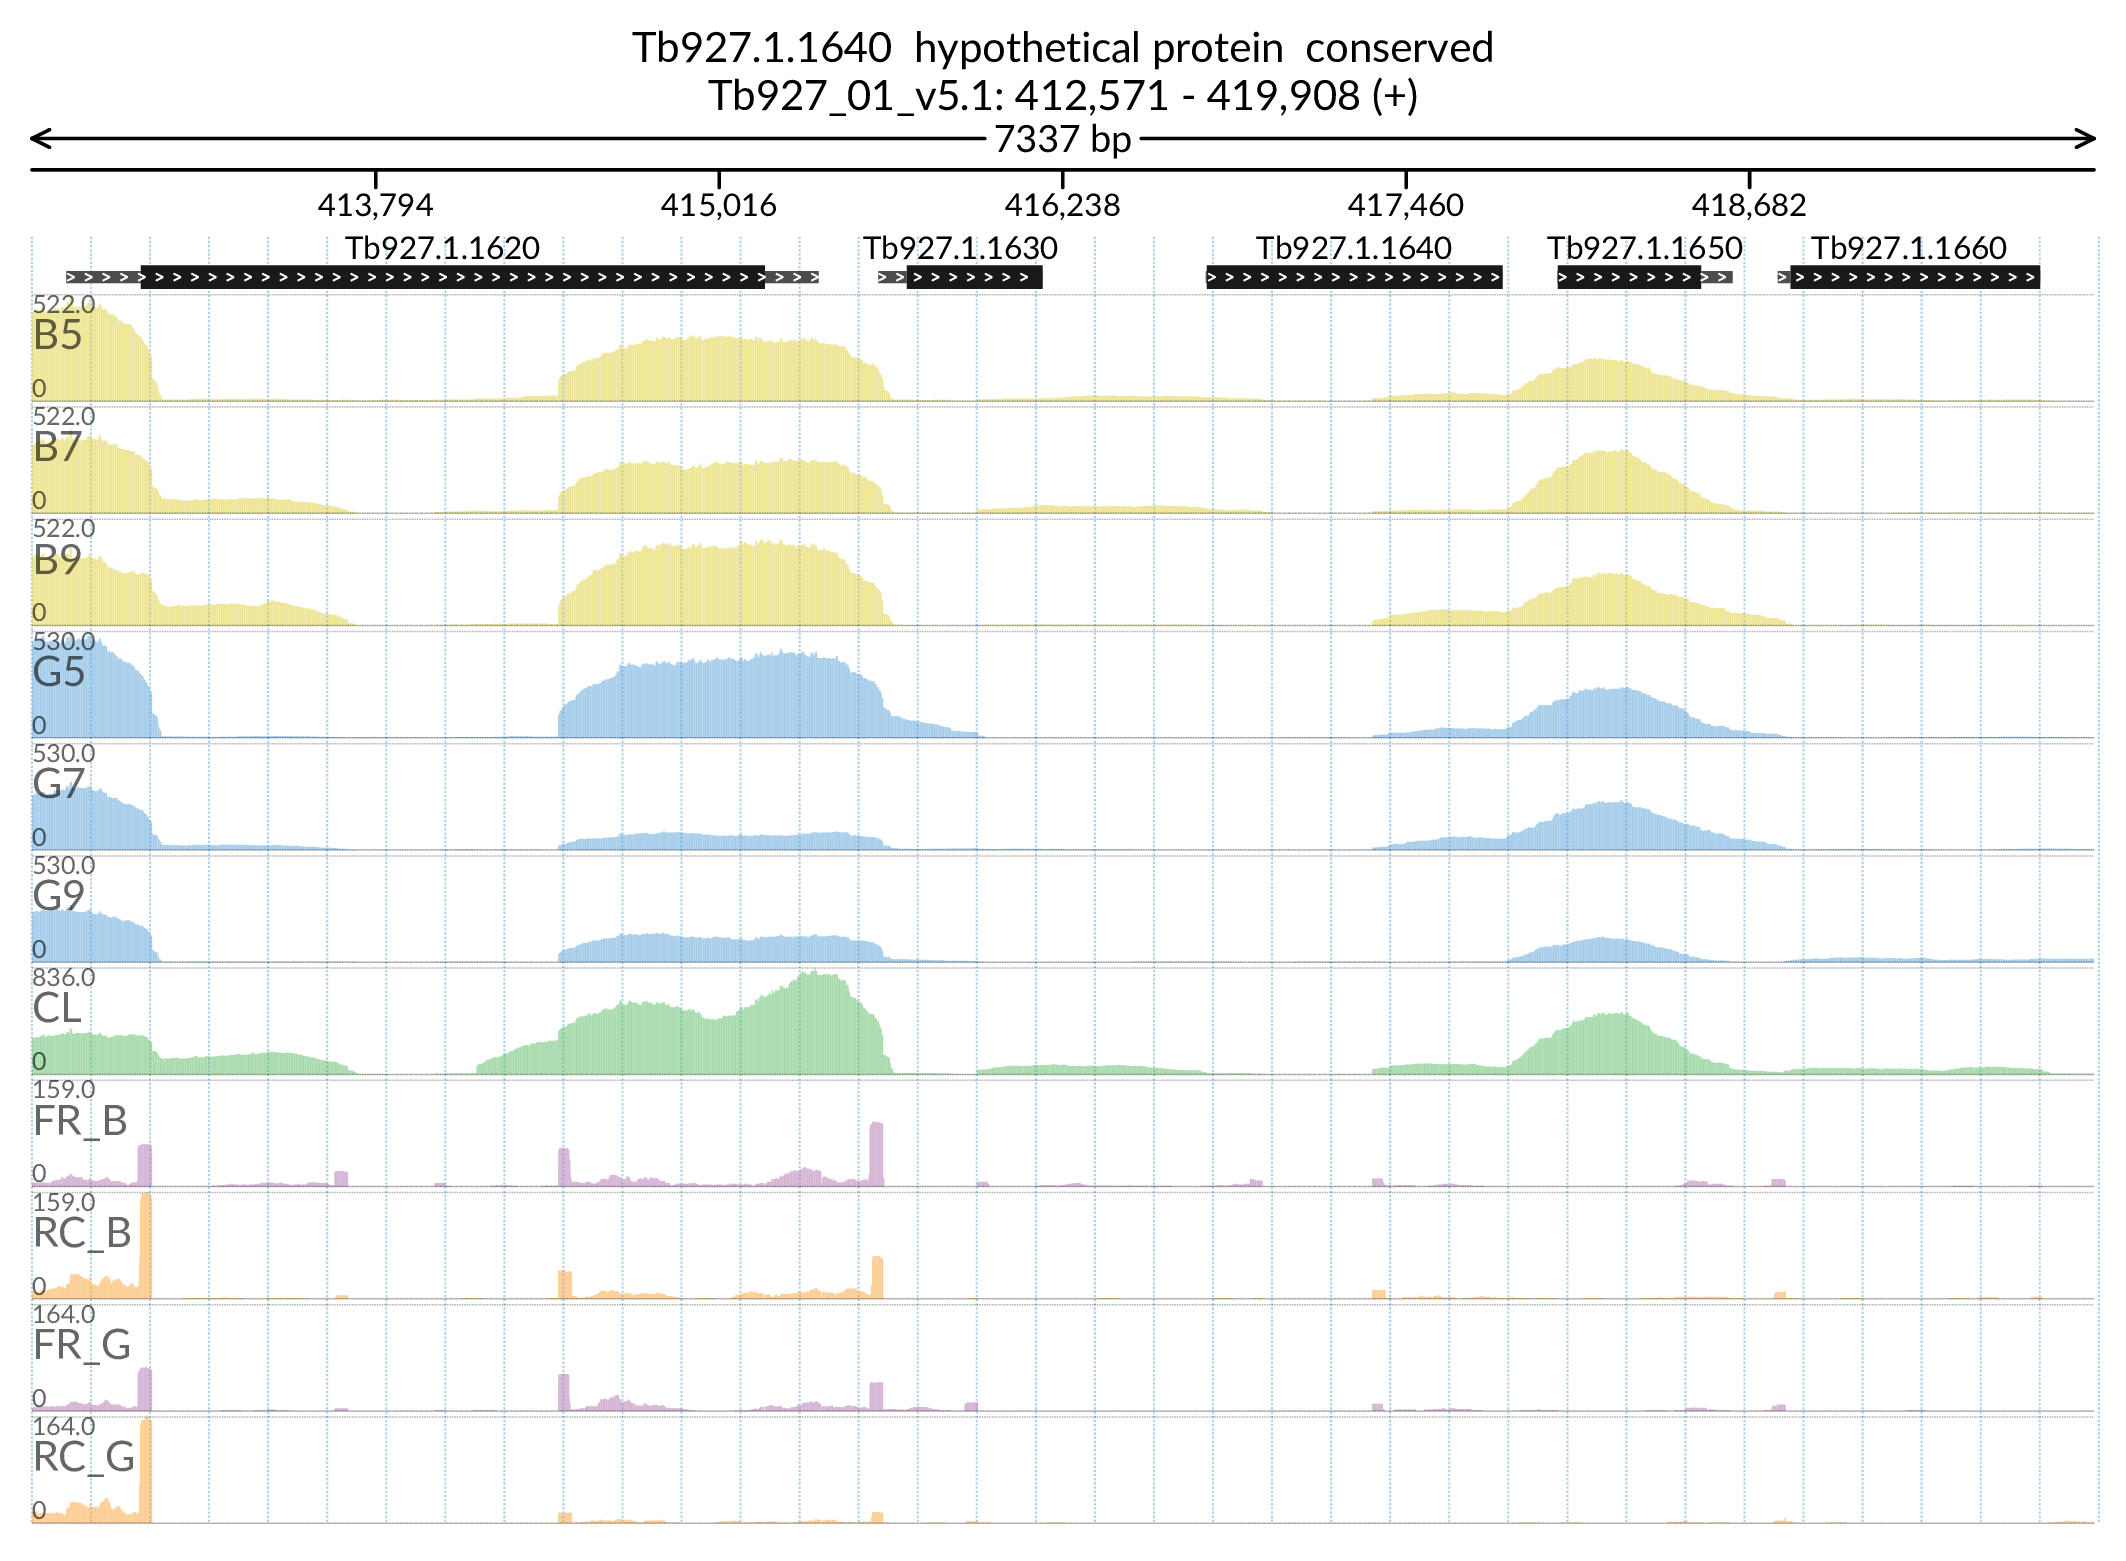 Tb927.1.1640 hypothetical protein conserved
Tb927_01_v5.1: 412,571 - 419,908 (+)
7337 bp
413,794 415,016 416,238 417,460 418,682
Tb927.1.1620 Tb927.1.1630 Tb927.1.1640 Tb927.1.1650 Tb927.1.1660
522.0
B5
0
522.0
B7
0
522.0
B9
0
530.0
G5
0
530.0
G7
0
530.0
G9
0
836.0
CL
0
159.0
FR_B
0
159.0
RC_B
0
164.0
FR_G
0
164.0
RC_G
0